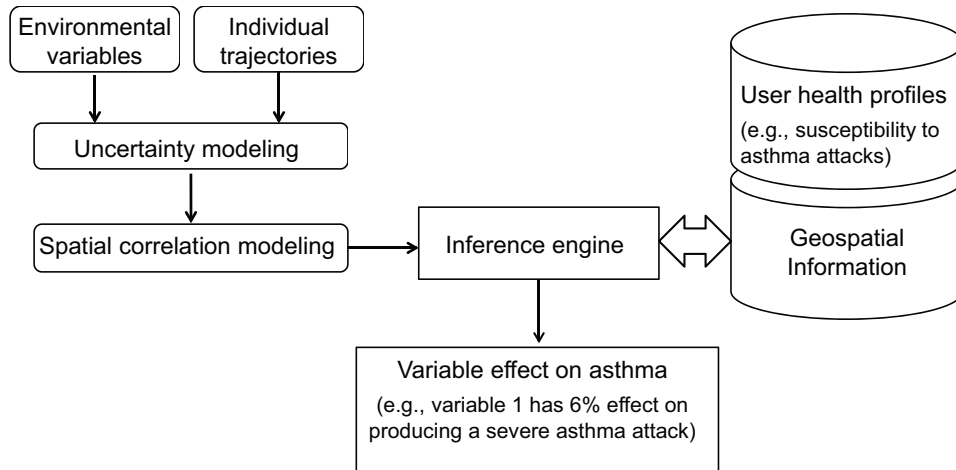 Environmental
variables
Individual
trajectories
Uncertainty modeling
Spatial correlation modeling
Inference engine
User health profiles
(e.g., susceptibility to
asthma attacks)
Geospatial
Information
Variable effect on asthma
(e.g., variable 1 has 6% effect on
producing a severe asthma attack)